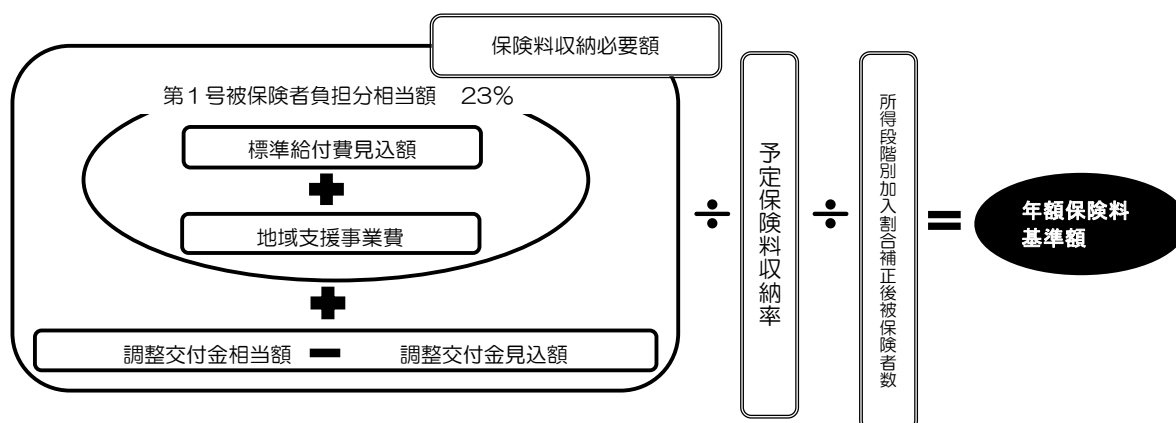 保険料収納必要額
第1号被保険者負担分相当額 23%
標準給付費見込額
+
地域支援事業費
+
調整交付金相当額 - 調整交付金見込額
÷
予定保険料収納率
÷
所得段階別加入割合補正後被保険者数
=
年額保険料
基準額